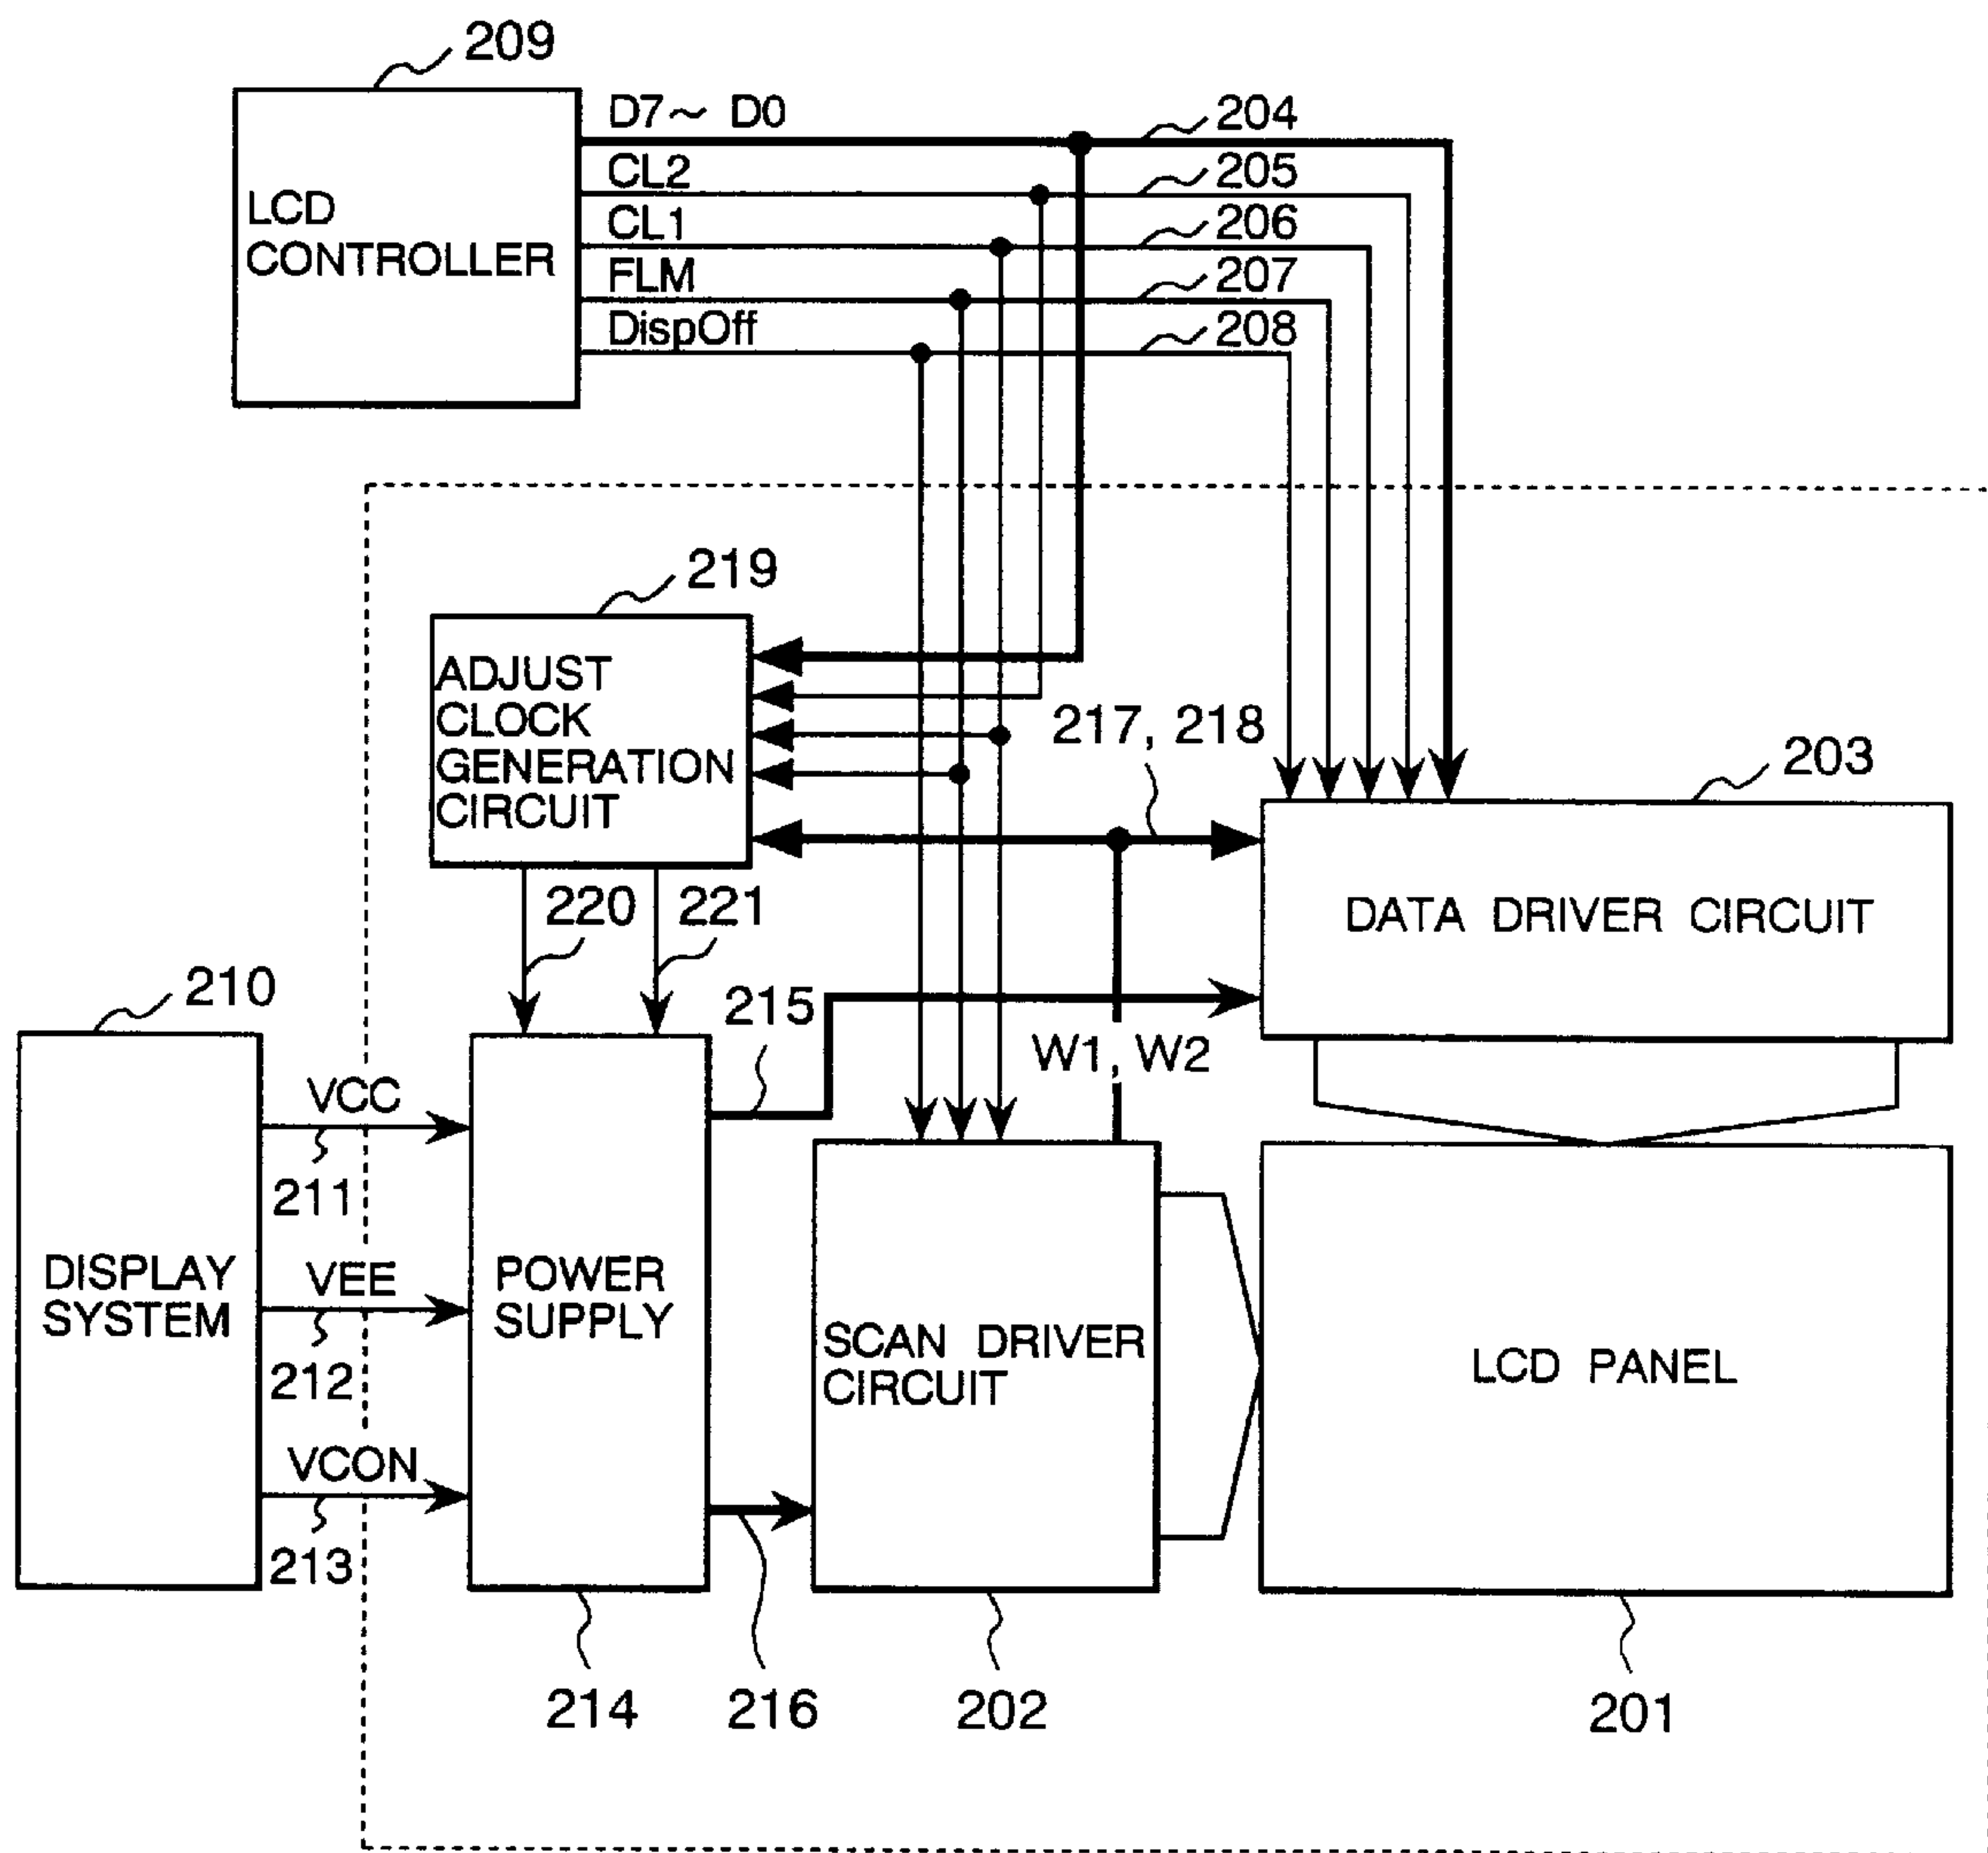 209
D7~ D0
204
CL2
205
LCD
CONTROLLER
CL1
206
FLM
207
DispOff
208
219
ADJUST
CLOCK
GENERATION
CIRCUIT
217, 218
203
220
221
DATA DRIVER CIRCUIT
210
215
W1, W2
VCC
211
DISPLAY
SYSTEM
VEE
212
POWER
SUPPLY
SCAN DRIVER
CIRCUIT
LCD PANEL
VCON
213
214
216
202
201